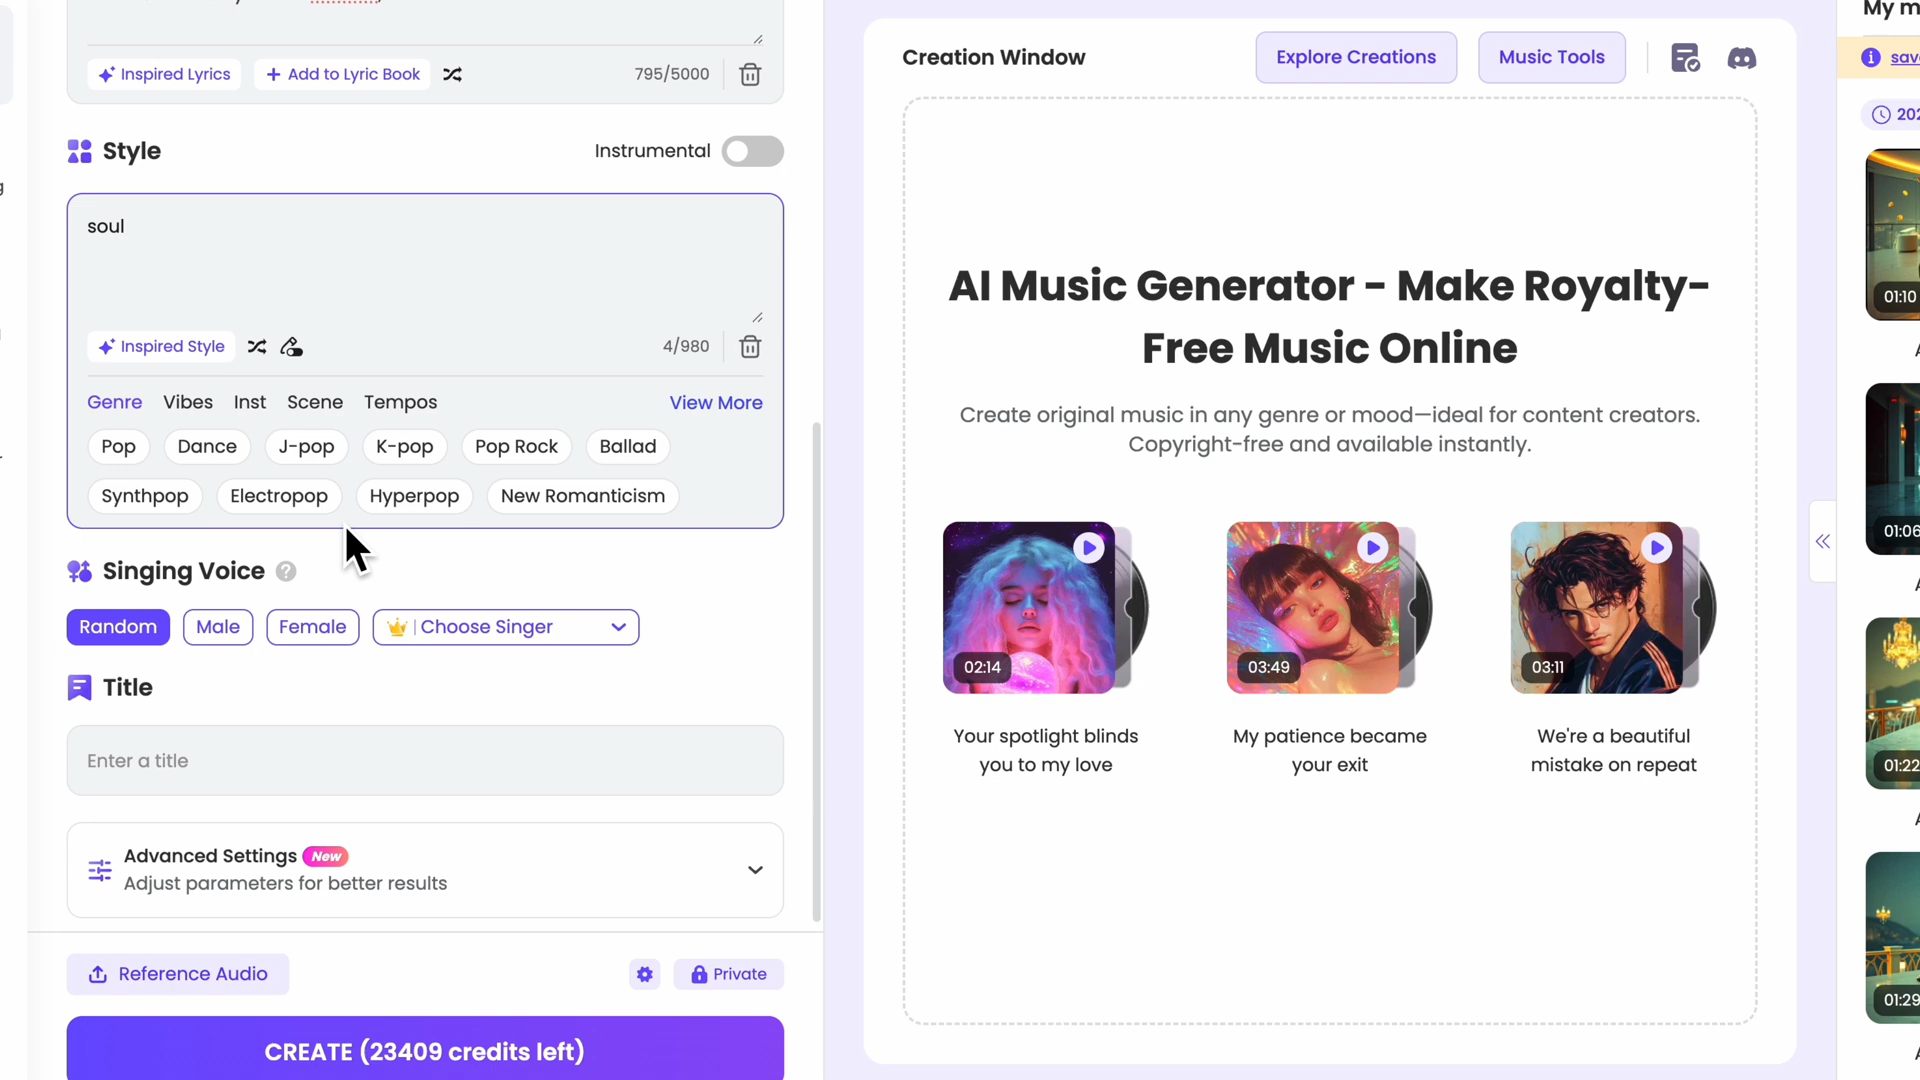 Inspired Lyrics
Add to Lyric Book
795/5000
Style
Instrumental
soul
Inspired Style
4/980
Genre Vibes Inst Scene Tempos View More
Pop Dance J-pop K-pop Pop Rock Ballad
Synthpop Electropop Hyperpop New Romanticism
Singing Voice
Random Male Female Choose Singer
Title
Enter a title
Advanced Settings New
Adjust parameters for better results
Reference Audio
Private
CREATE (23409 credits left)
Creation Window
Explore Creations
Music Tools
AI Music Generator - Make Royalty-
Free Music Online
Create original music in any genre or mood—ideal for content creators.
Copyright-free and available instantly.
02:14
03:49
03:11
Your spotlight blinds
you to my love
My patience became
your exit
We're a beautiful
mistake on repeat
My m
save
202
01:10
01:06
01:22
01:29